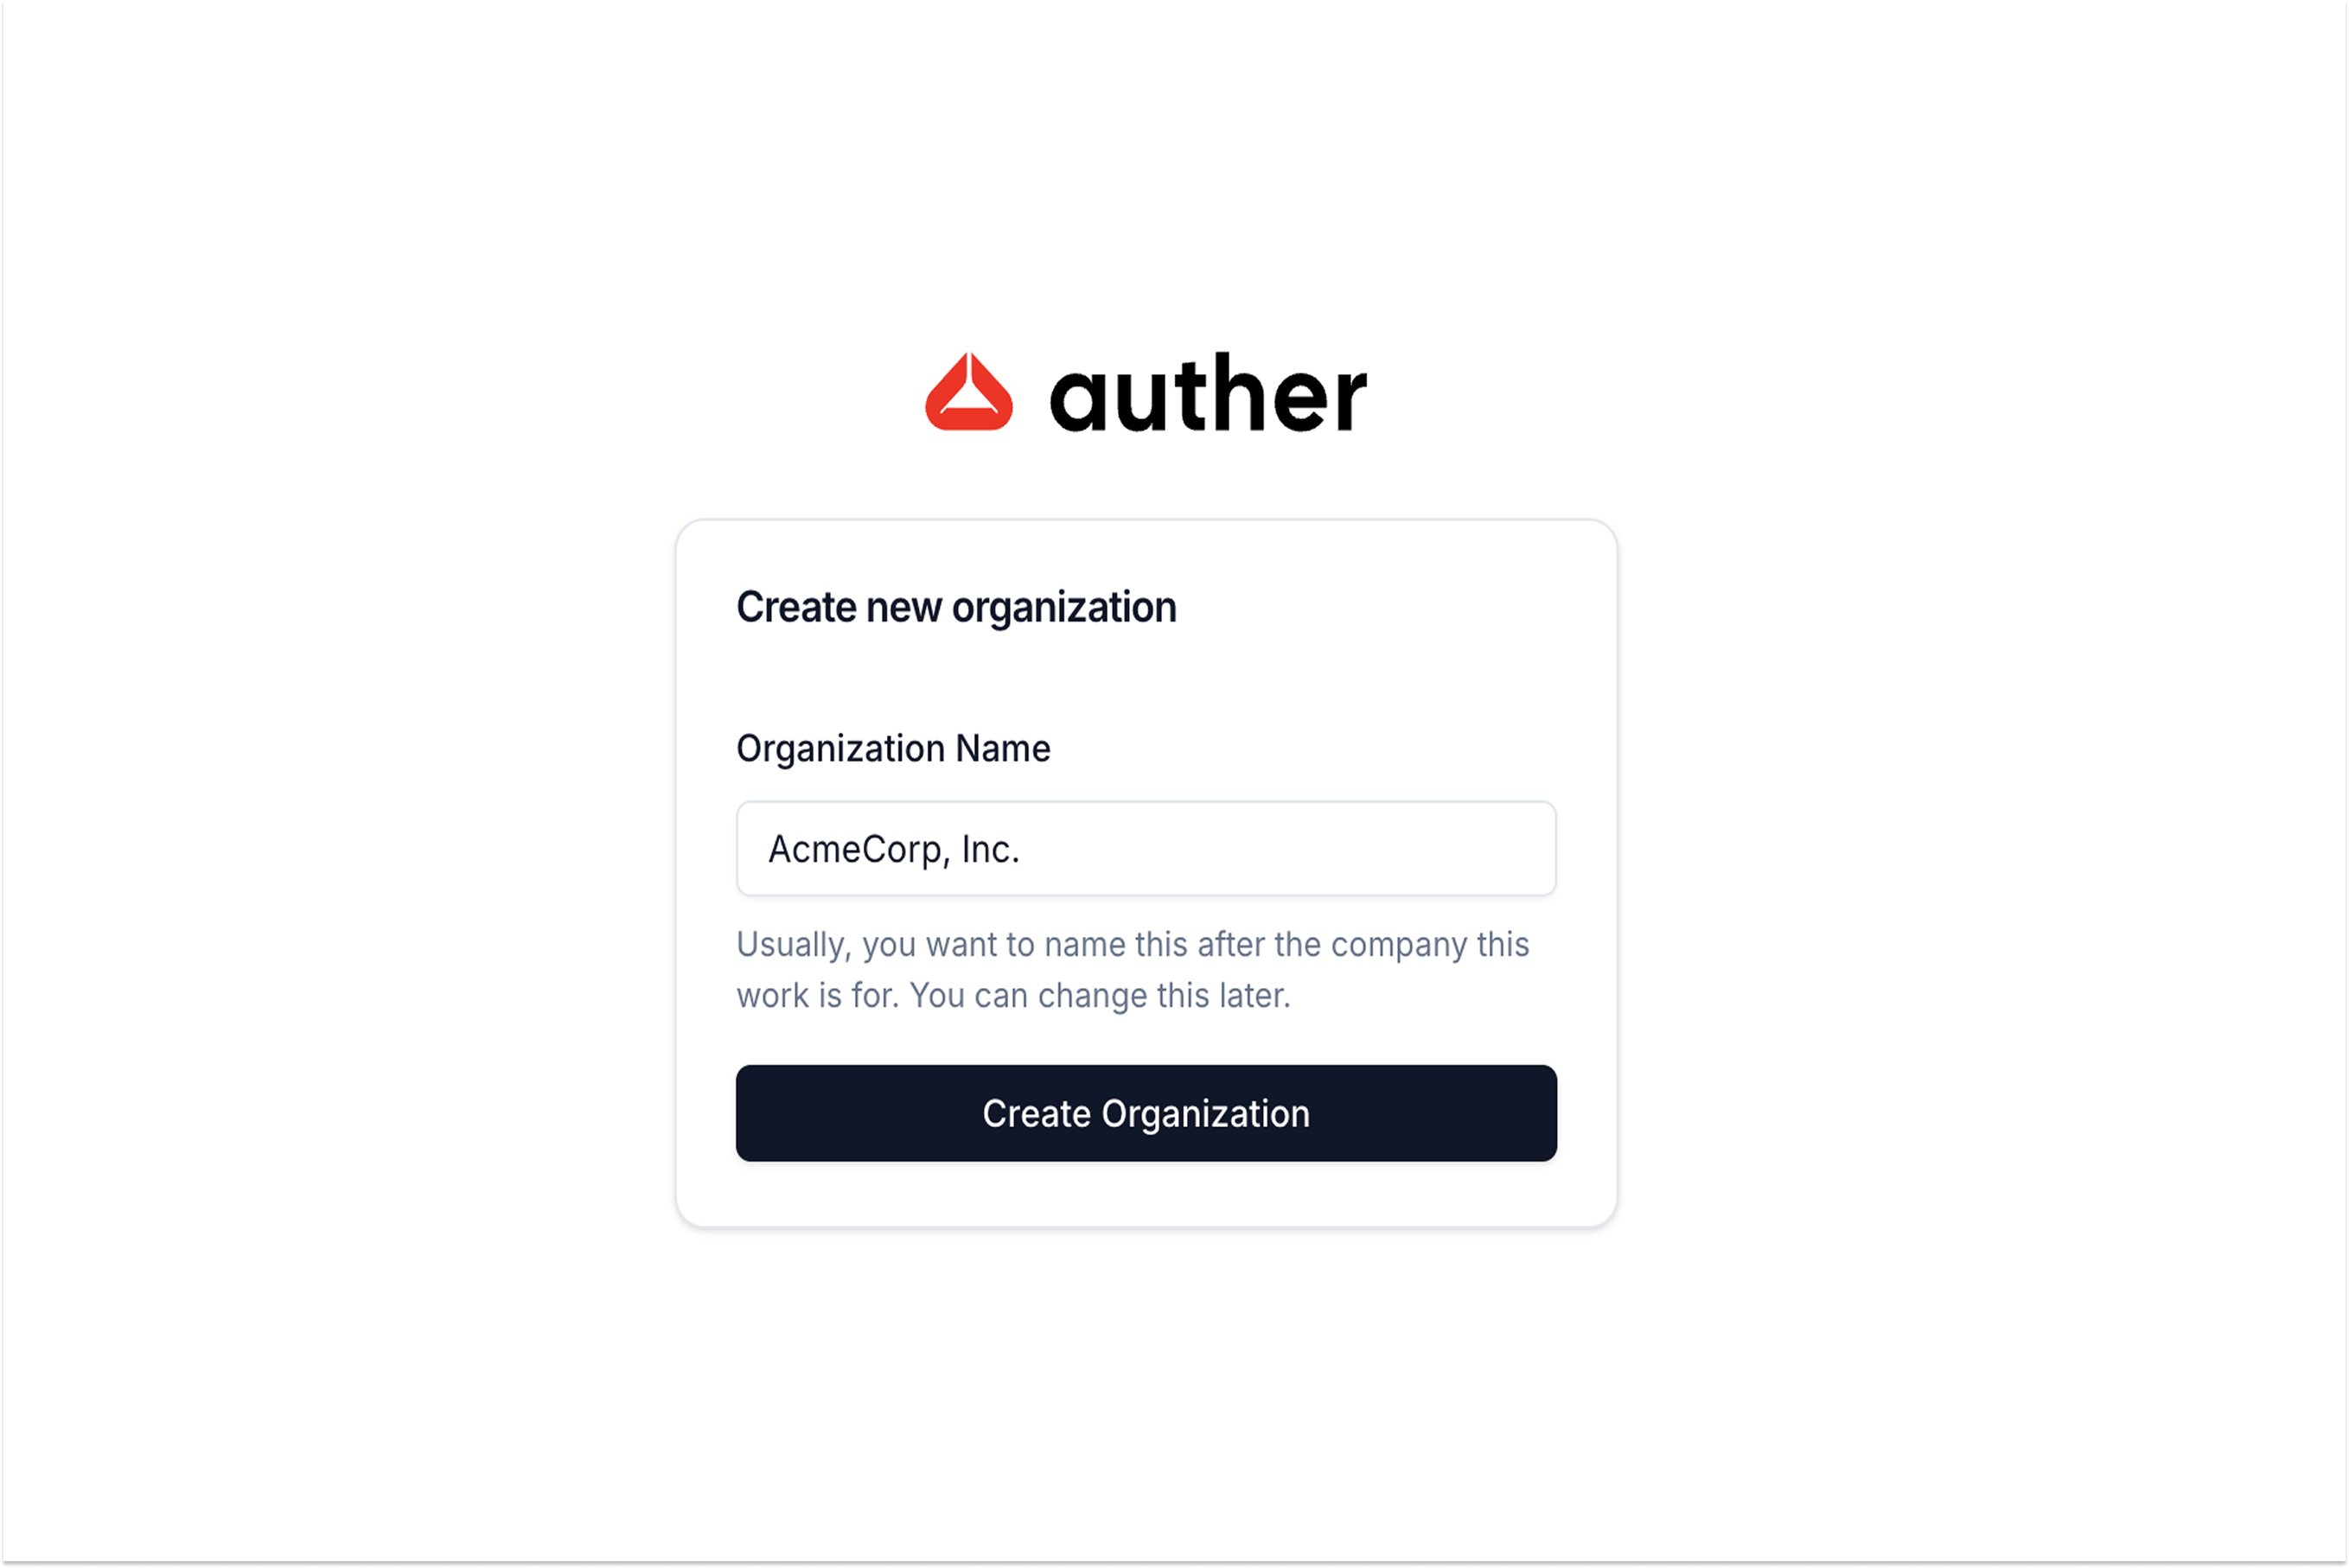 auther
Create new organization
Organization Name
AcmeCorp, Inc.
Usually, you want to name this after the company this
work is for. You can change this later.
Create Organization